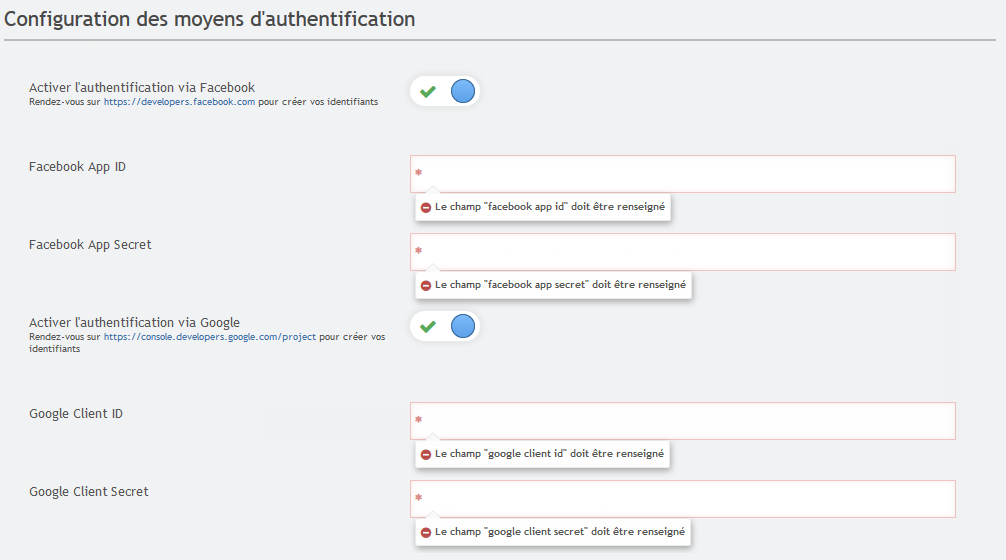 Configuration des moyens d'authentification
Activer l'authentification via Facebook
Rendez-vous sur https://developers.facebook.com pour créer vos identifiants
Facebook App ID
*
Le champ "facebook app id" doit être renseigné
Facebook App Secret
*
Le champ "facebook app secret" doit être renseigné
Activer l'authentification via Google
Rendez-vous sur https://console.developers.google.com/project pour créer vos
identifiants
Google Client ID
*
Le champ "google client id" doit être renseigné
Google Client Secret
*
Le champ "google client secret" doit être renseigné